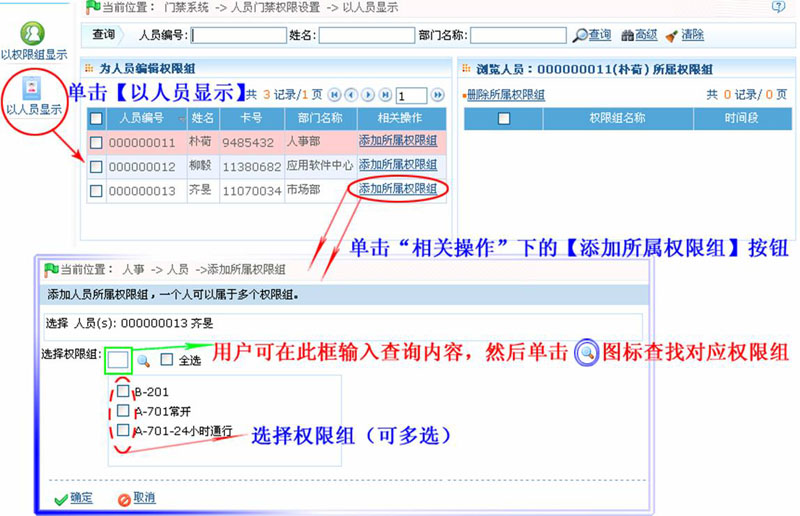 当前位置： 门禁系统 -> 人员门禁权限设置 -> 以人员显示
查询 人员编号: 姓名: 部门名称: 查询 高级 清除
以权限组显示
以人员显示
为人员编辑权限组
单击【以人员显示】
共 3 记录/1 页 1
人员编号 姓名 卡号 部门名称 相关操作
000000011 朴荷 9485432 人事部 添加所属权限组
000000012 柳毅 11380682 应用软件中心 添加所属权限组
000000013 齐旻 11070034 市场部 添加所属权限组
浏览人员：000000011(朴荷) 所属权限组
删除所属权限组 共 0 记录/ 0 页
权限组名称 时间段
单击“相关操作”下的【添加所属权限组】按钮
当前位置： 人事 -> 人员 ->添加所属权限组
添加人员所属权限组，一个人可以属于多个权限组。
选择 人员(s): 000000013 齐旻
选择权限组: 全选
用户可在此框输入查询内容，然后单击 图标查找对应权限组
B-201
A-701常开
A-701-24小时通行
选择权限组（可多选）
确定 取消